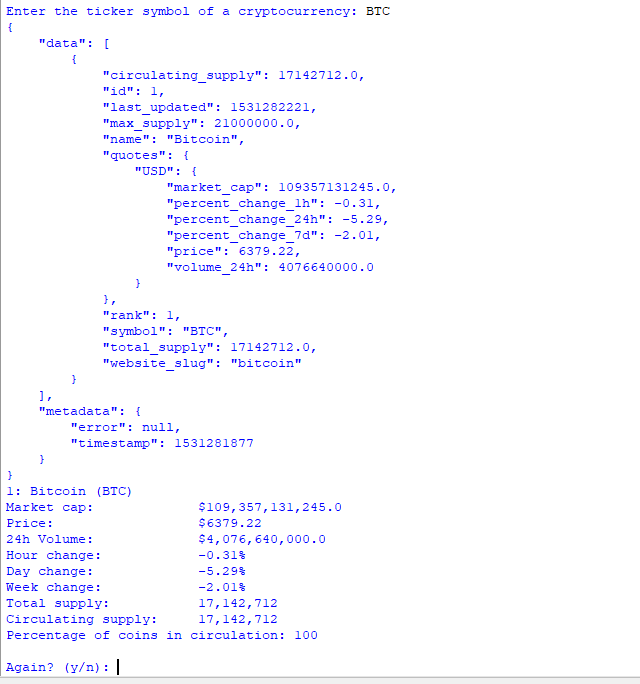 Enter the ticker symbol of a cryptocurrency: BTC
{
    "data": [
        {
            "circulating_supply": 17142712.0,
            "id": 1,
            "last_updated": 1531282221,
            "max_supply": 21000000.0,
            "name": "Bitcoin",
            "quotes": {
                "USD": {
                    "market_cap": 109357131245.0,
                    "percent_change_1h": -0.31,
                    "percent_change_24h": -5.29,
                    "percent_change_7d": -2.01,
                    "price": 6379.22,
                    "volume_24h": 4076640000.0
                }
            },
            "rank": 1,
            "symbol": "BTC",
            "total_supply": 17142712.0,
            "website_slug": "bitcoin"
        }
    ],
    "metadata": {
        "error": null,
        "timestamp": 1531281877
    }
}
1: Bitcoin (BTC)
Market cap:             $109,357,131,245.0
Price:                  $6379.22
24h Volume:             $4,076,640,000.0
Hour change:            -0.31%
Day change:             -5.29%
Week change:            -2.01%
Total supply:           17,142,712
Circulating supply:     17,142,712
Percentage of coins in circulation: 100

Again? (y/n):